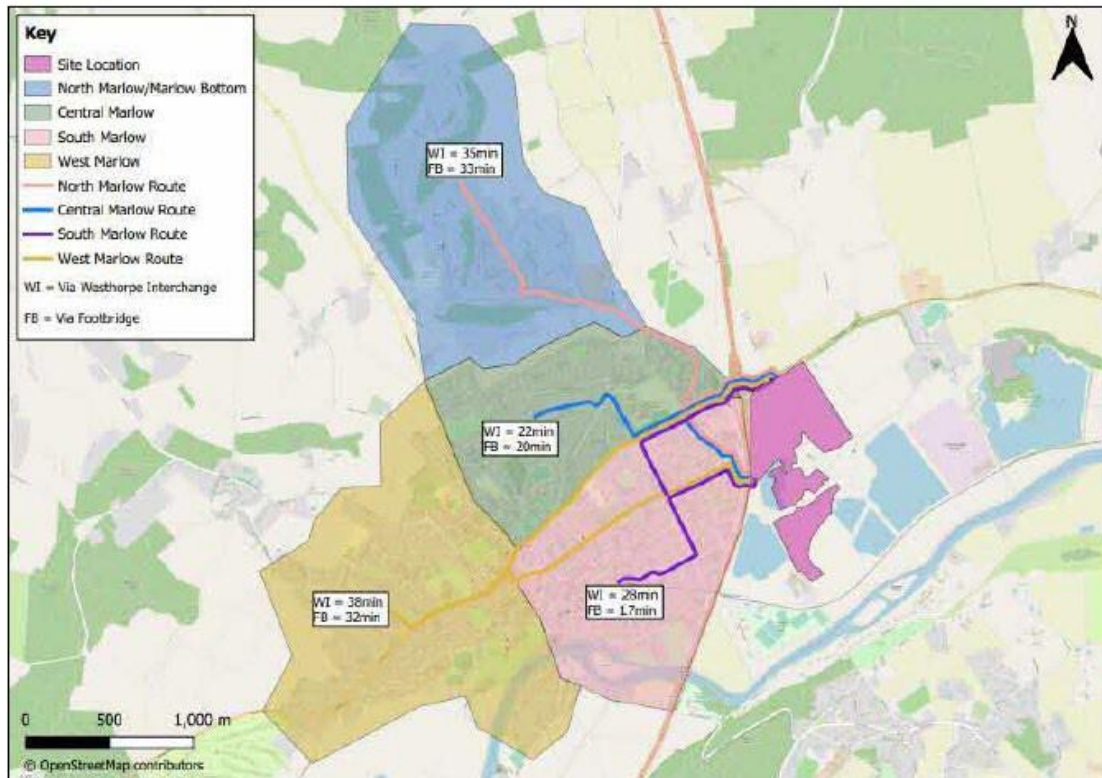 Key
Site Location
North Marlow/Marlow Bottom
Central Marlow
South Marlow
West Marlow
North Marlow Route
Central Marlow Route
South Marlow Route
West Marlow Route
WI = Via Westhorpe Interchange
FB = Via Footbridge
N
WI = 35min
FB = 33min
WI = 22min
FB = 20min
WI = 28min
FB = 17min
WI = 38min
FB = 32min
0 500 1,000 m
© OpenStreetMap contributors